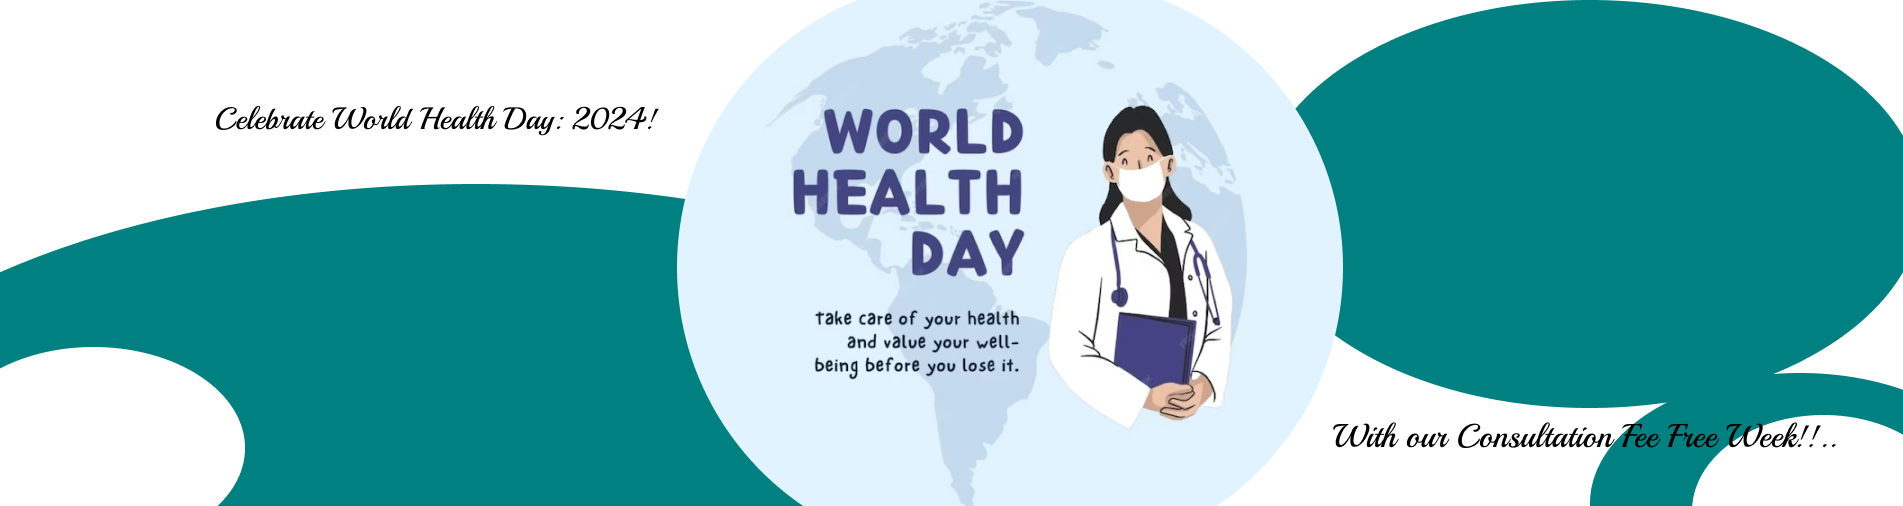 Celebrate World Health Day: 2024!
WORLD
HEALTH
DAY
Take care of your health
and value your well-
being before you lose it.
With our Consultation Fee Free Week!!..